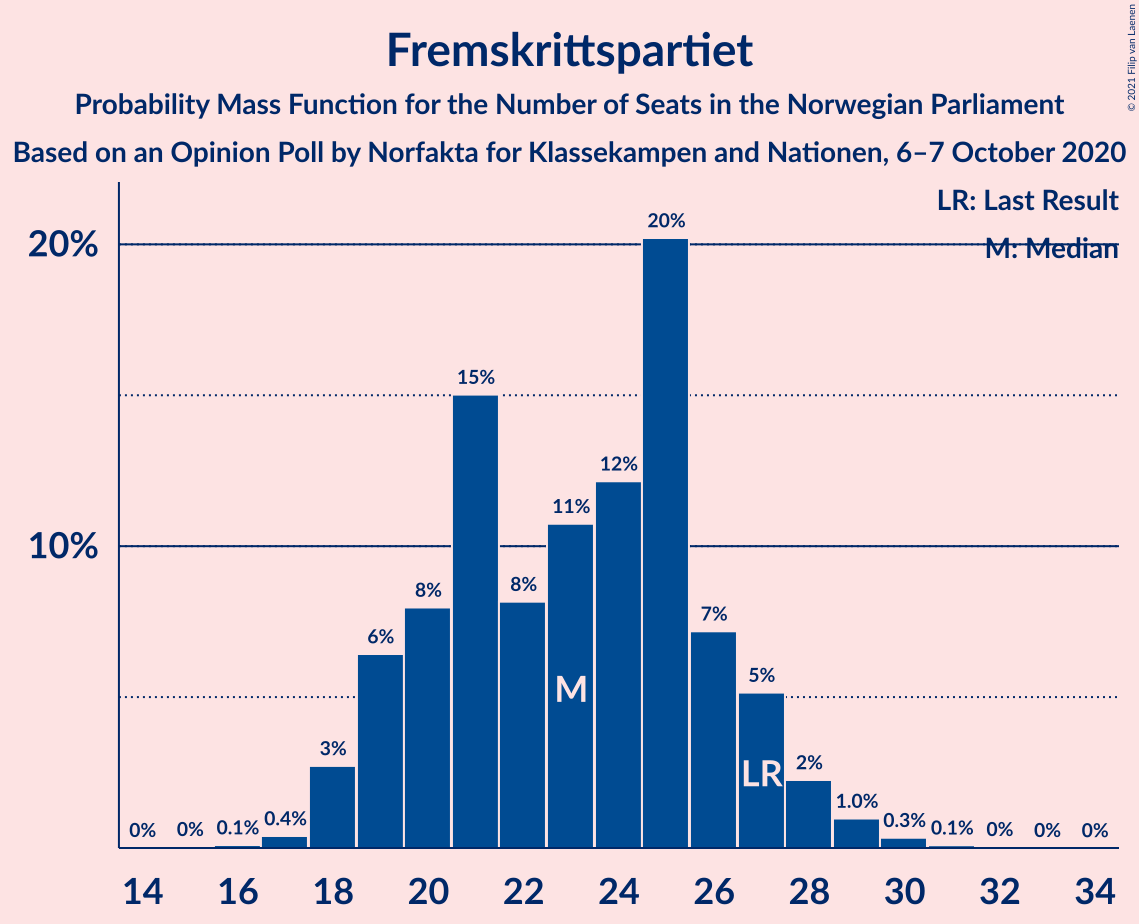 Fremskrittspartiet
Probability Mass Function for the Number of Seats in the Norwegian Parliament
Based on an Opinion Poll by Norfakta for Klassekampen and Nationen, 6–7 October 2020
© 2021 Filip van Laenen
LR: Last Result
M: Median
20%
10%
0%
0%
0.1%
0.4%
3%
6%
8%
15%
8%
11%
12%
20%
7%
5%
2%
1.0%
0.3%
0.1%
0%
0%
0%
M
LR
14 16 18 20 22 24 26 28 30 32 34